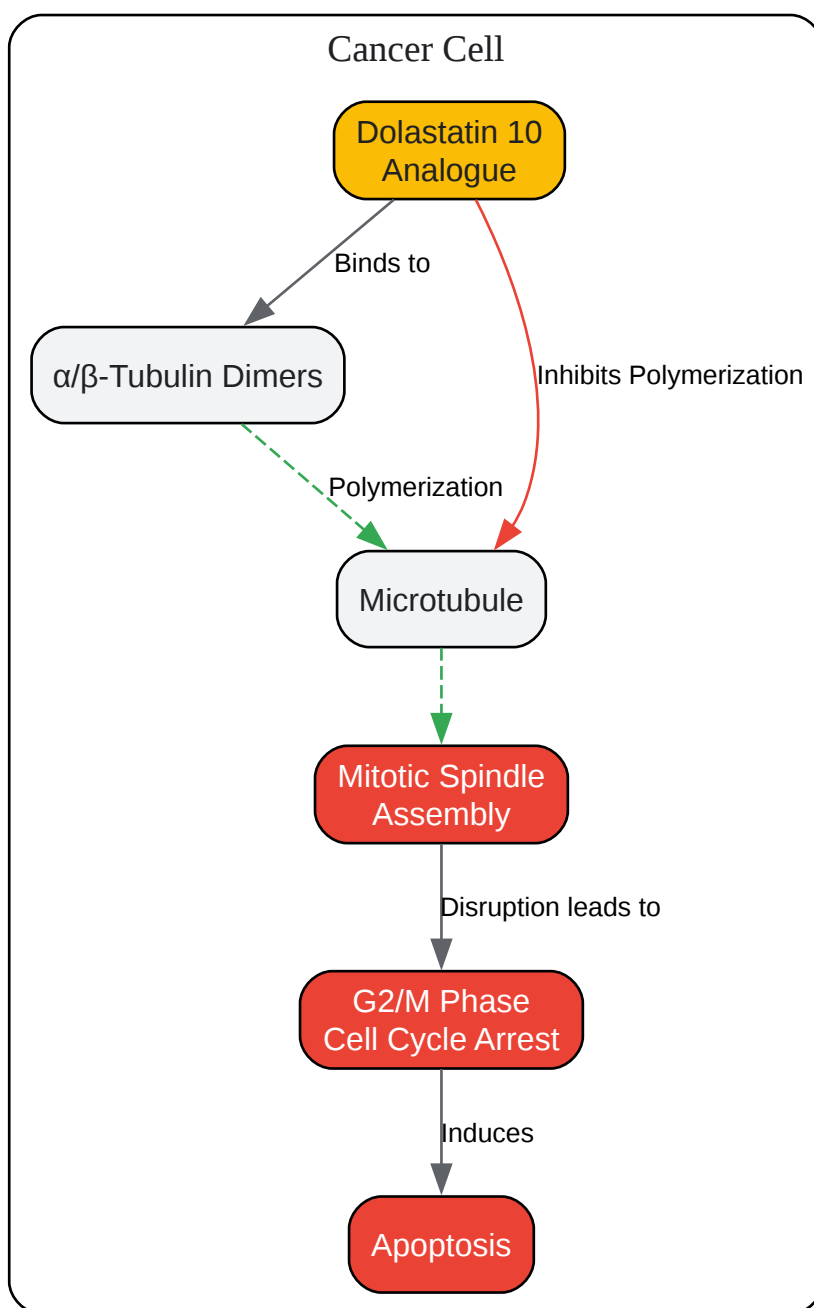 Cancer Cell
Dolastatin 10
Analogue
Binds to
α/β-Tubulin Dimers
Inhibits Polymerization
Polymerization
Microtubule
Mitotic Spindle
Assembly
Disruption leads to
G2/M Phase
Cell Cycle Arrest
Induces
Apoptosis